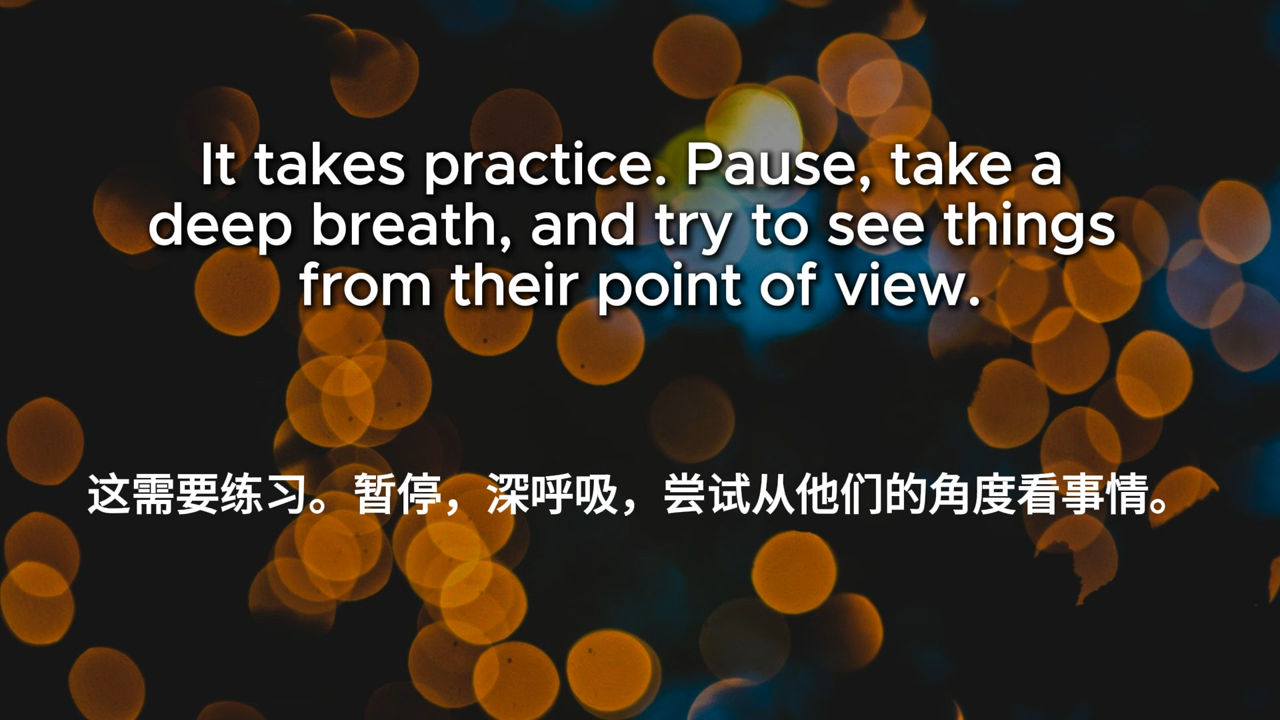 It takes practice. Pause, take a
deep breath, and try to see things
from their point of view.
这需要练习。暂停，深呼吸，尝试从他们的角度看事情。